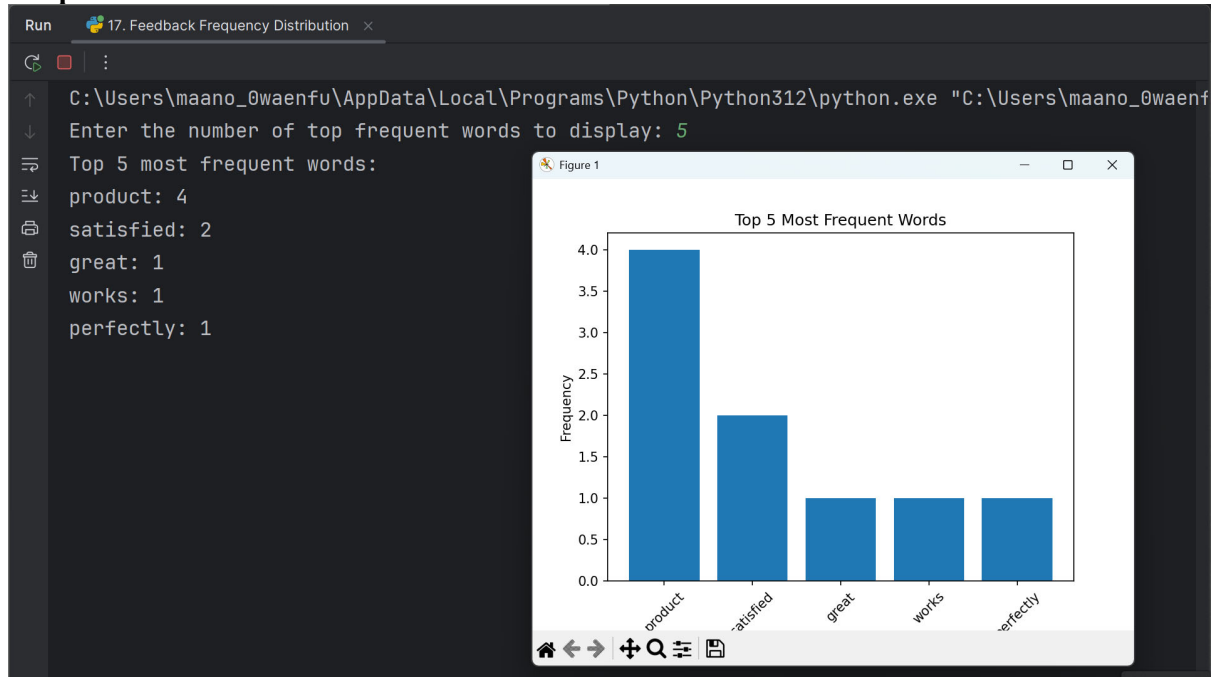 Run 17. Feedback Frequency Distribution
C:\Users\maano_0waenfu\AppData\Local\Programs\Python\Python312\python.exe "C:\Users\maano_0waenf
Enter the number of top frequent words to display: 5
Top 5 most frequent words:
product: 4
satisfied: 2
great: 1
works: 1
perfectly: 1
Figure 1
Top 5 Most Frequent Words
Frequency
4.0
3.5
3.0
2.5
2.0
1.5
1.0
0.5
0.0
product
atisfied
great
works
erfectly